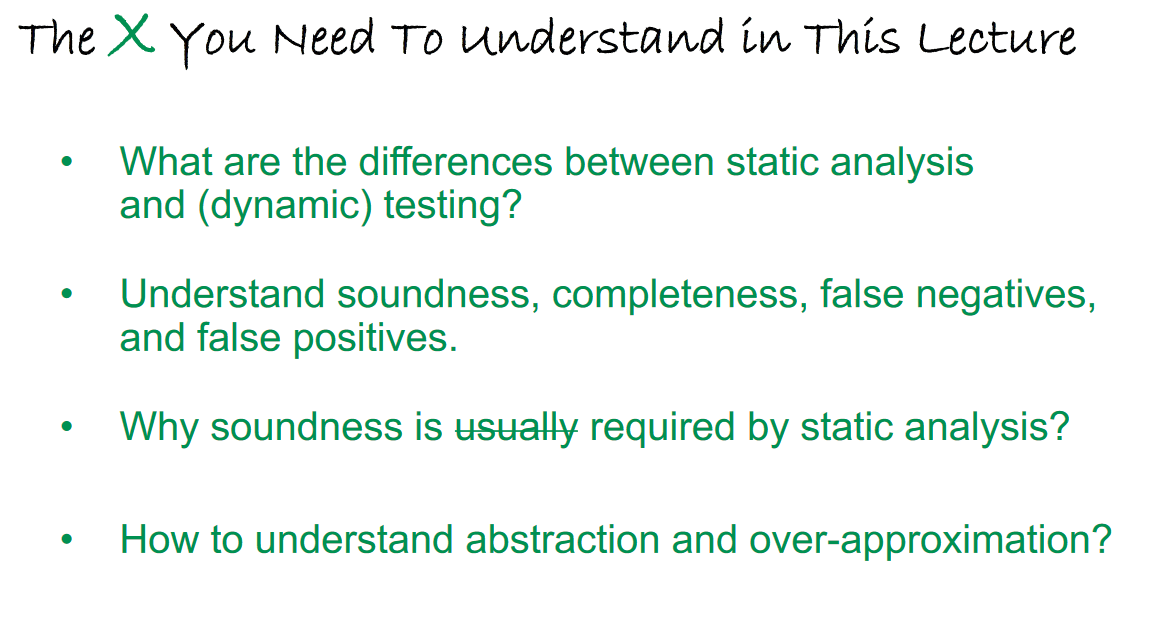 The X You Need To Understand in This Lecture
• What are the differences between static analysis
and (dynamic) testing?
• Understand soundness, completeness, false negatives,
and false positives.
• Why soundness is usually required by static analysis?
• How to understand abstraction and over-approximation?